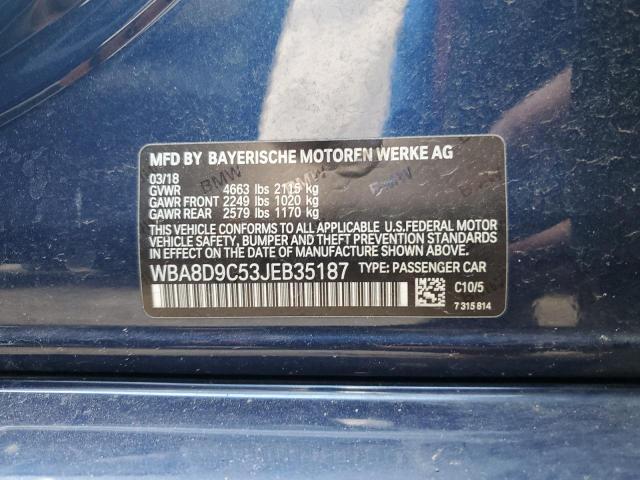 MFD BY BAYERISCHE MOTOREN WERKE AG
03/18
GVWR 4663 lbs 2115 kg
GAWR FRONT 2249 lbs 1020 kg
GAWR REAR 2579 lbs 1170 kg
THIS VEHICLE CONFORMS TO ALL APPLICABLE U.S.FEDERAL MOTOR
VEHICLE SAFETY, BUMPER, AND THEFT PREVENTION STANDARDS IN
EFFECT ON THE DATE OF MANUFACTURE SHOWN ABOVE.
WBA8D9C53JEB35187 TYPE: PASSENGER CAR
C10/5
7 315 814
BMW
BMW